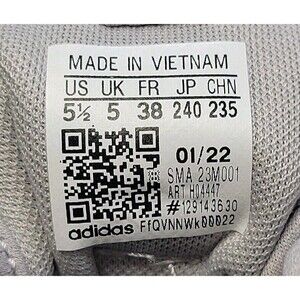 MADE IN VIETNAM
US UK FR JP CHN
5½ 5 38 240 235
01/22
SMA 23M001
ART H04447
#129143630
adidas FfQVNNWk00022